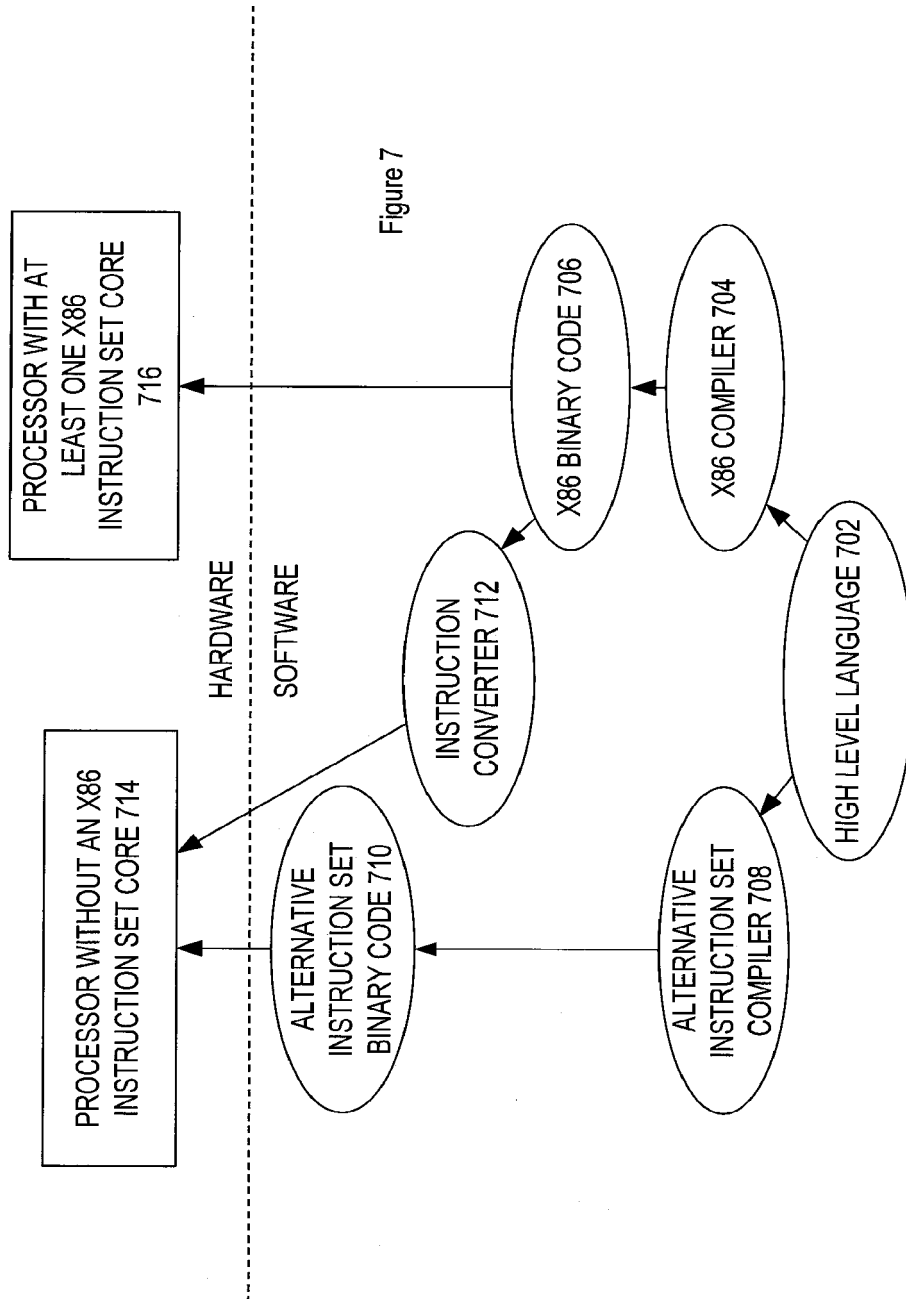 PROCESSOR WITHOUT AN X86
INSTRUCTION SET CORE 714
PROCESSOR WITH AT
LEAST ONE X86
INSTRUCTION SET CORE
716
HARDWARE
SOFTWARE
ALTERNATIVE
INSTRUCTION SET
BINARY CODE 710
INSTRUCTION
CONVERTER 712
X86 BINARY CODE 706
ALTERNATIVE
INSTRUCTION SET
COMPILER 708
X86 COMPILER 704
HIGH LEVEL LANGUAGE 702
Figure 7